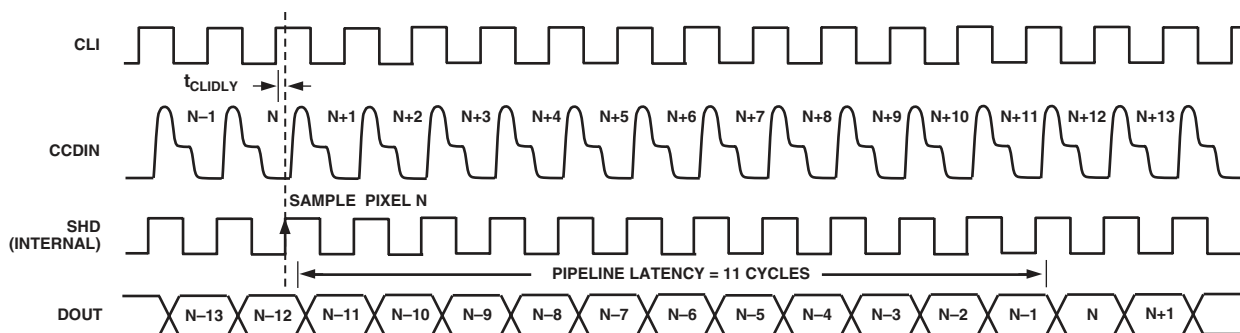 CLI
tCLIDLY
N–1 N N+1 N+2 N+3 N+4 N+5 N+6 N+7 N+8 N+9 N+10 N+11 N+12 N+13
CCDIN
SAMPLE PIXEL N
SHD
(INTERNAL)
PIPELINE LATENCY = 11 CYCLES
DOUT N–13 N–12 N–11 N–10 N–9 N–8 N–7 N–6 N–5 N–4 N–3 N–2 N–1 N N+1